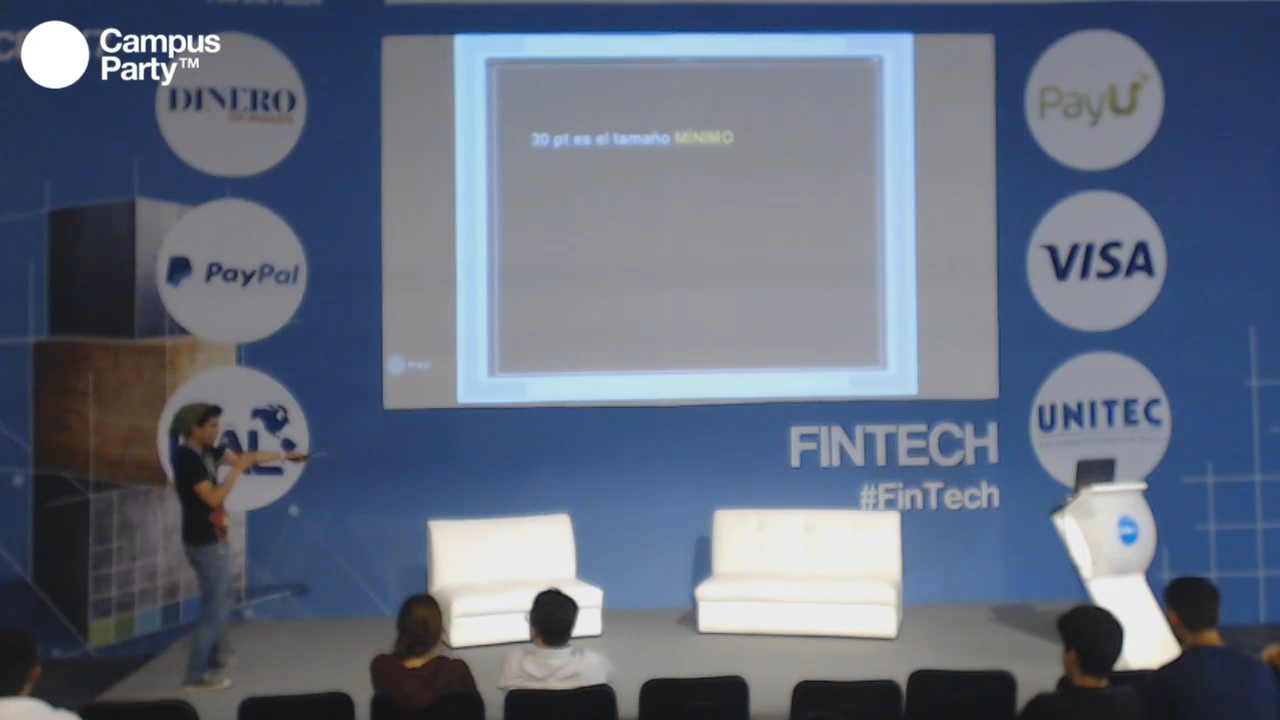 Campus
Party™
DINERO
PayPal
30 pt es el tamaño MÍNIMO
PayU
VISA
UNITEC
FINTECH
#FinTech